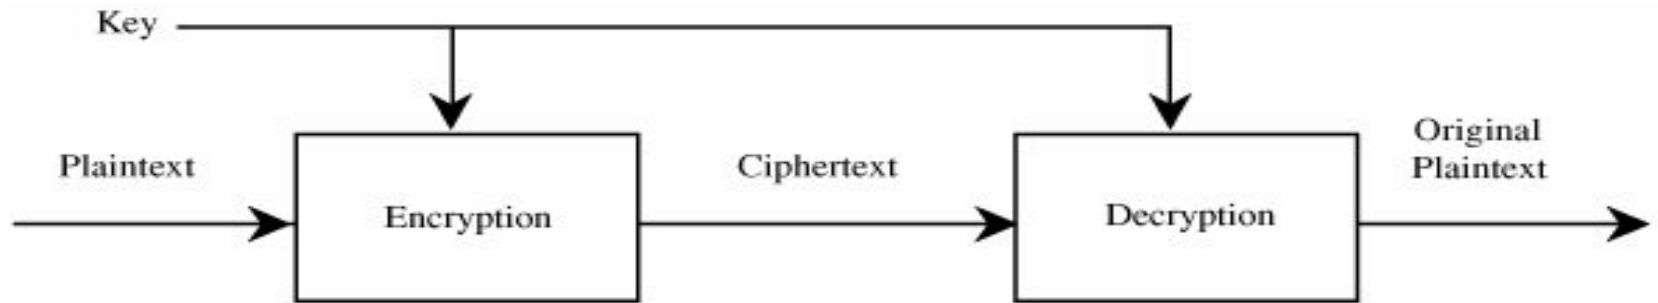 Key
Plaintext
Encryption
Ciphertext
Decryption
Original
Plaintext